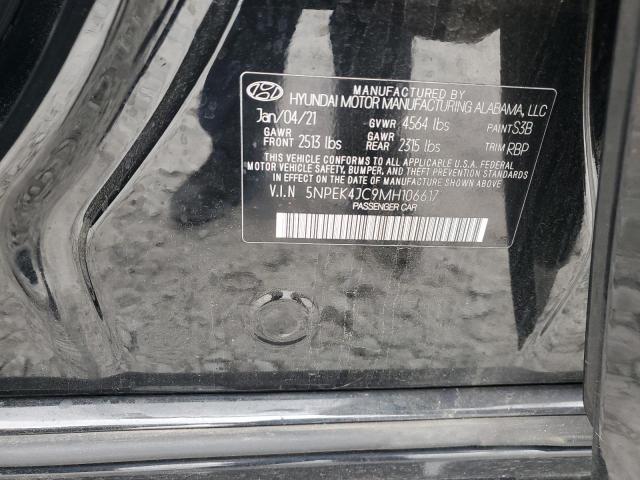 MANUFACTURED BY
HYUNDAI MOTOR MANUFACTURING ALABAMA, LLC
Jan/04/21 GVWR 4564 lbs PAINT S3B
GAWR FRONT 2513 lbs GAWR REAR 2315 lbs TRIM RBP
THIS VEHICLE CONFORMS TO ALL APPLICABLE U.S.A. FEDERAL
MOTOR VEHICLE SAFETY, BUMPER, AND THEFT PREVENTION STANDARDS
IN EFFECT ON THE DATE OF MANUFACTURE SHOWN ABOVE.
V.I.N 5NPEK4JC9MH106617
PASSENGER CAR